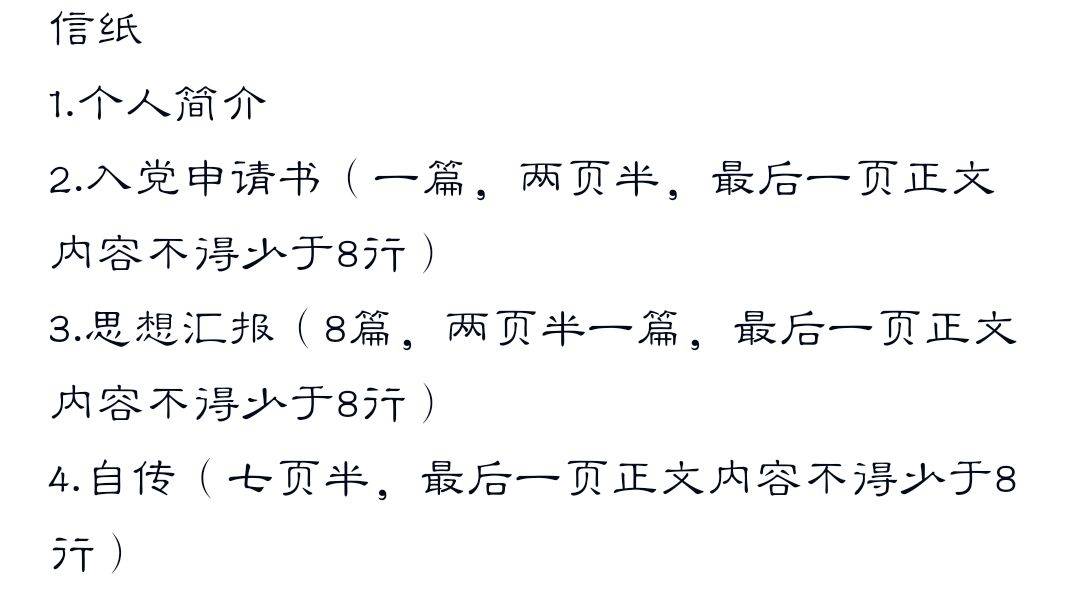 信纸
1.个人简介
2.入党申请书（一篇，两页半，最后一页正文
内容不得少于8行）
3.思想汇报（8篇，两页半一篇，最后一页正文
内容不得少于8行）
4.自传（七页半，最后一页正文内容不得少于8
行）